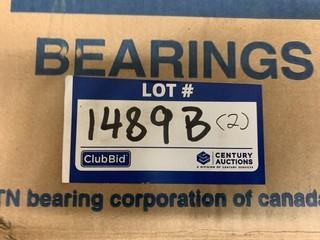 BEARINGS
LOT #
1489B (2)
ClubBid
CENTURY AUCTIONS
A DIVISION OF CENTURY SERVICES
TN bearing corporation of canada